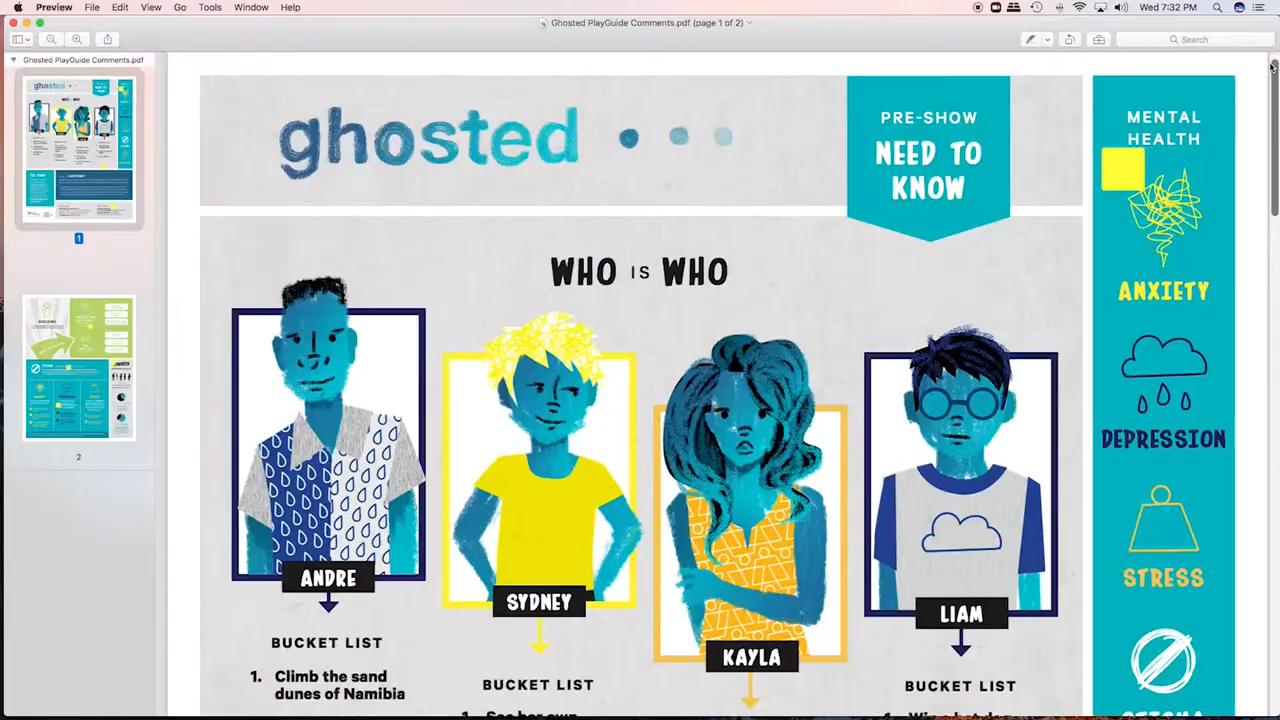 Preview File Edit View Go Tools Window Help Wed 7:32 PM
Ghosted PlayGuide Comments.pdf (page 1 of 2)
Search
Ghosted PlayGuide Comments.pdf
1
2
ghosted
PRE-SHOW
NEED TO
KNOW
WHO IS WHO
ANDRE
BUCKET LIST
1. Climb the sand
dunes of Namibia
SYDNEY
BUCKET LIST
KAYLA
LIAM
BUCKET LIST
MENTAL
HEALTH
ANXIETY
DEPRESSION
STRESS